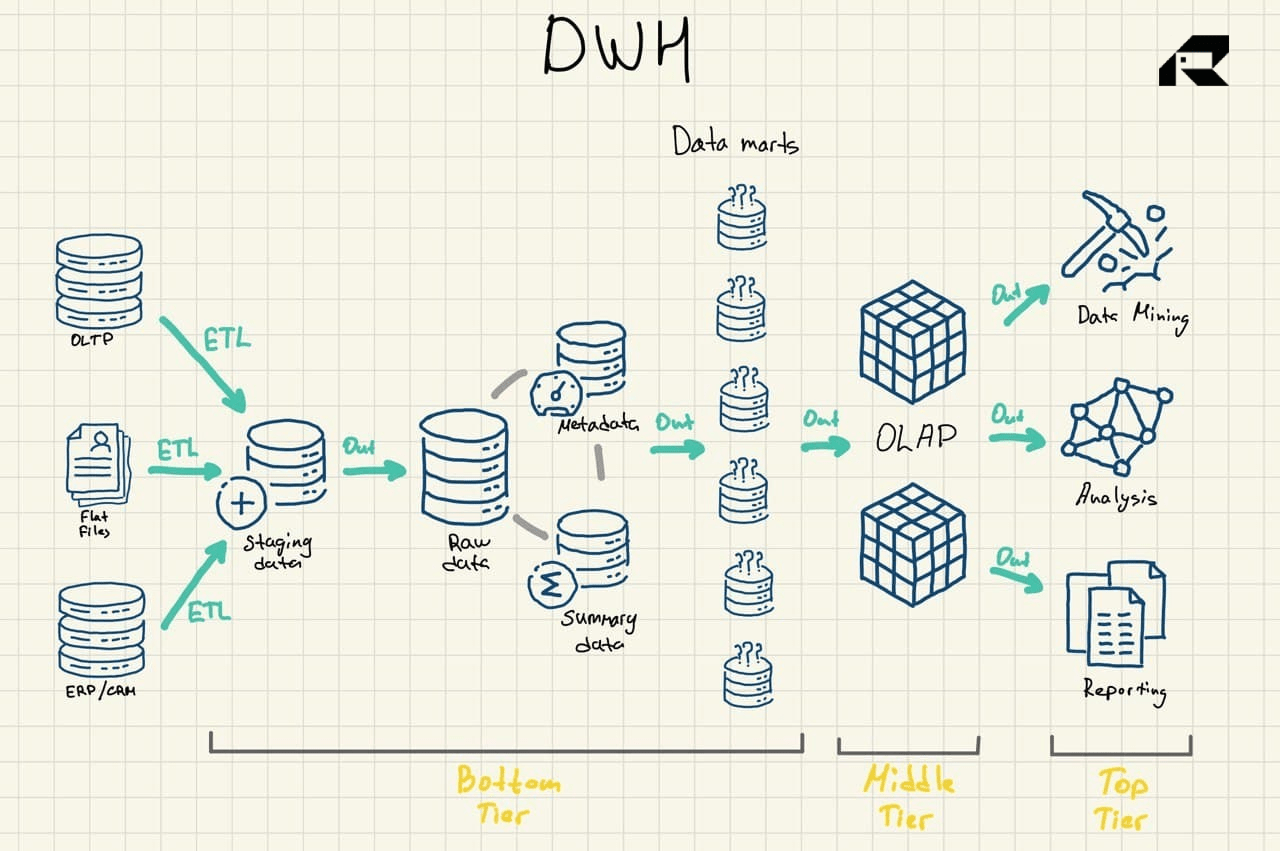 DWH
Data marts
???
???
???
???
???
???
OLTP
ETL
Flat
Files
ETL
ERP/CRM
ETL
Staging
data
Out
Raw
data
Metadata
Summary
data
Out
Out
OLAP
Out
Data Mining
Out
Analysis
Out
Reporting
Bottom
Tier
Middle
Tier
Top
Tier